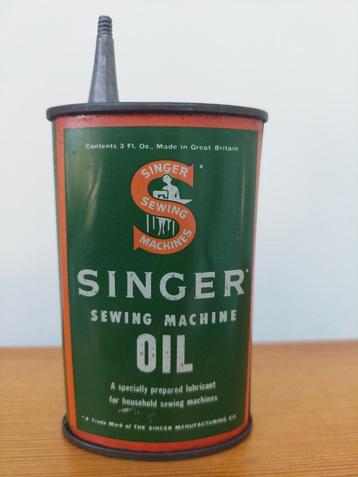 Contents 3 Fl. Oz., Made in Great Britain
SINGER
SEWING
MACHINES
SINGER*
SEWING MACHINE
OIL
A specially prepared lubricant
for household sewing machines
*A Trade Mark of THE SINGER MANUFACTURING CO.